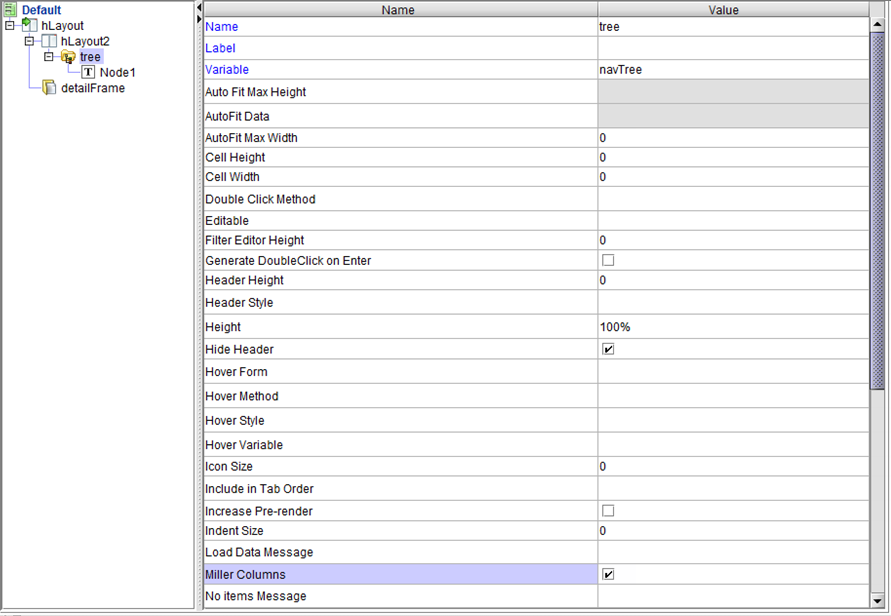 Default
hLayout
hLayout2
tree
T Node1
detailFrame
Name Value
Name tree
Label
Variable navTree
Auto Fit Max Height
AutoFit Data
AutoFit Max Width 0
Cell Height 0
Cell Width 0
Double Click Method
Editable
Filter Editor Height 0
Generate DoubleClick on Enter
Header Height 0
Header Style
Height 100%
Hide Header
Hover Form
Hover Method
Hover Style
Hover Variable
Icon Size 0
Include in Tab Order
Increase Pre-render
Indent Size 0
Load Data Message
Miller Columns
No items Message